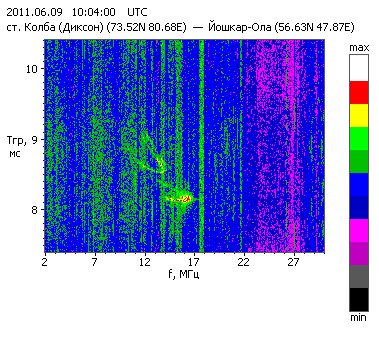 2011.06.09 10:04:00 UTC
ст. Колба (Диксон) (73.52N 80.68E) — Йошкар-Ола (56.63N 47.87E)
max
10
Tгр,
мс
9
8
2 7 12 17 22 27
f, МГц
min